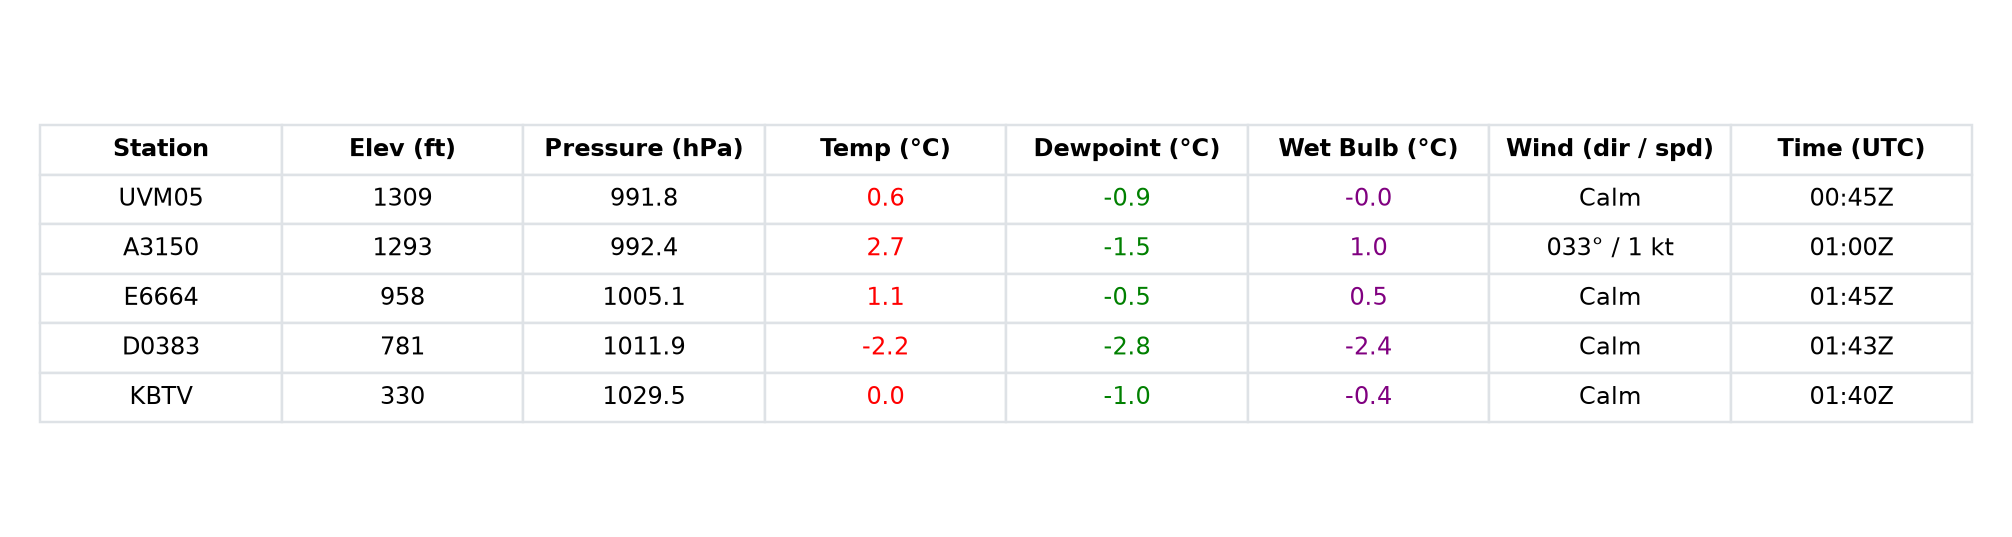 Station Elev (ft) Pressure (hPa) Temp (°C) Dewpoint (°C) Wet Bulb (°C) Wind (dir / spd) Time (UTC)
UVM05 1309 991.8 0.6 -0.9 -0.0 Calm 00:45Z
A3150 1293 992.4 2.7 -1.5 1.0 033° / 1 kt 01:00Z
E6664 958 1005.1 1.1 -0.5 0.5 Calm 01:45Z
D0383 781 1011.9 -2.2 -2.8 -2.4 Calm 01:43Z
KBTV 330 1029.5 0.0 -1.0 -0.4 Calm 01:40Z